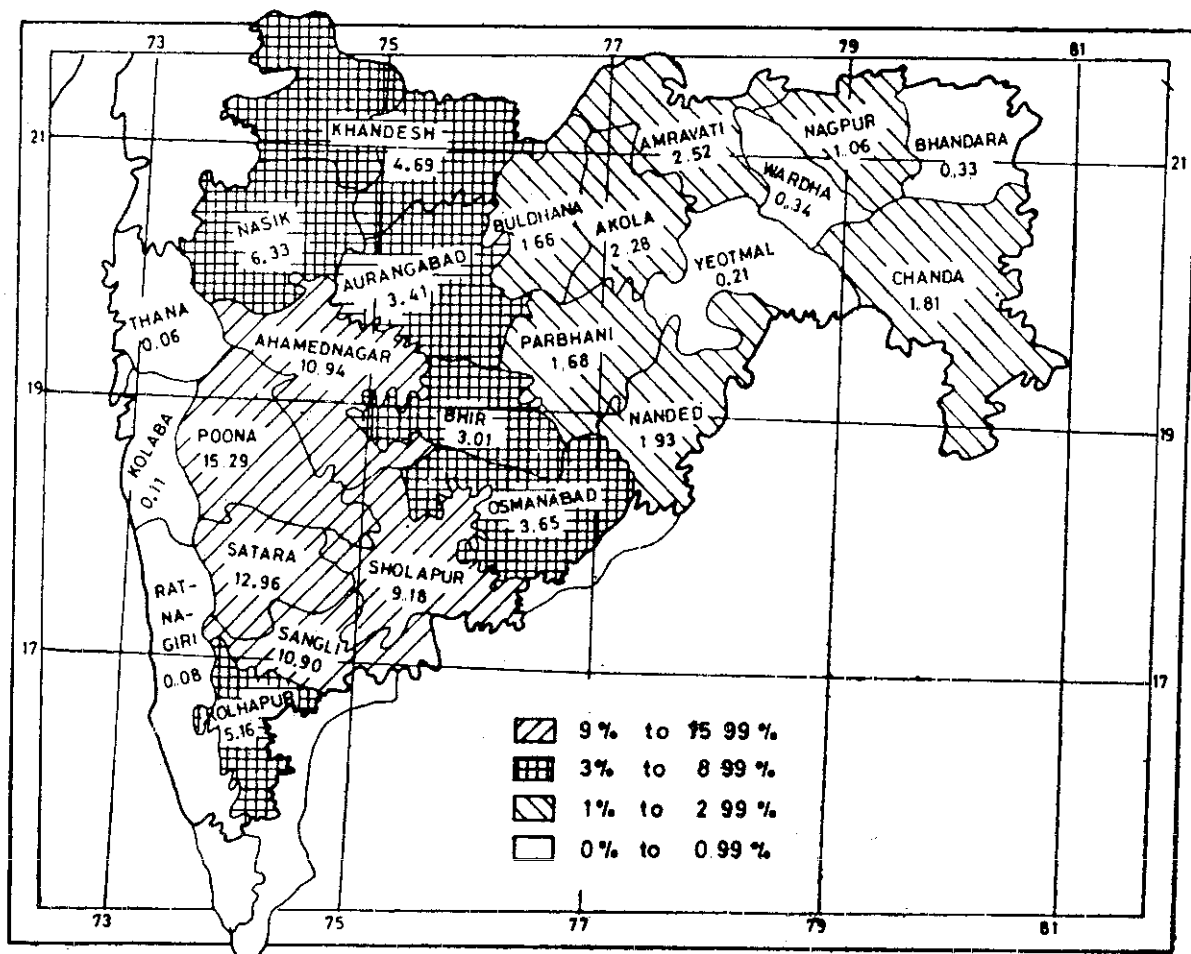 73 75 77 79 81
21 21
KHANDESH
4.69
AMRAVATI
2.52
NAGPUR
1.06
BHANDARA
0.33
WARDHA
0.34
NASIK
6.33
BULDHANA
1.66
AKOLA
2.28
AURANGABAD
3.41
YEOTMAL
0.21
CHANDA
1.81
THANA
0.06
AHAMEDNAGAR
10.94
PARBHANI
1.68
19 19
BHIR
3.01
NANDED
1.93
KOLABA
0.11
POONA
15.29
OSMANABAD
3.65
SATARA
12.96
SHOLAPUR
9.18
RAT-
NA-
GIRI
0.08
SANGLI
10.90
17 17
KOLHAPUR
5.16
9% to 15 99 %
3% to 8 99 %
1% to 2 99 %
0% to 0.99 %
73 75 77 79 81